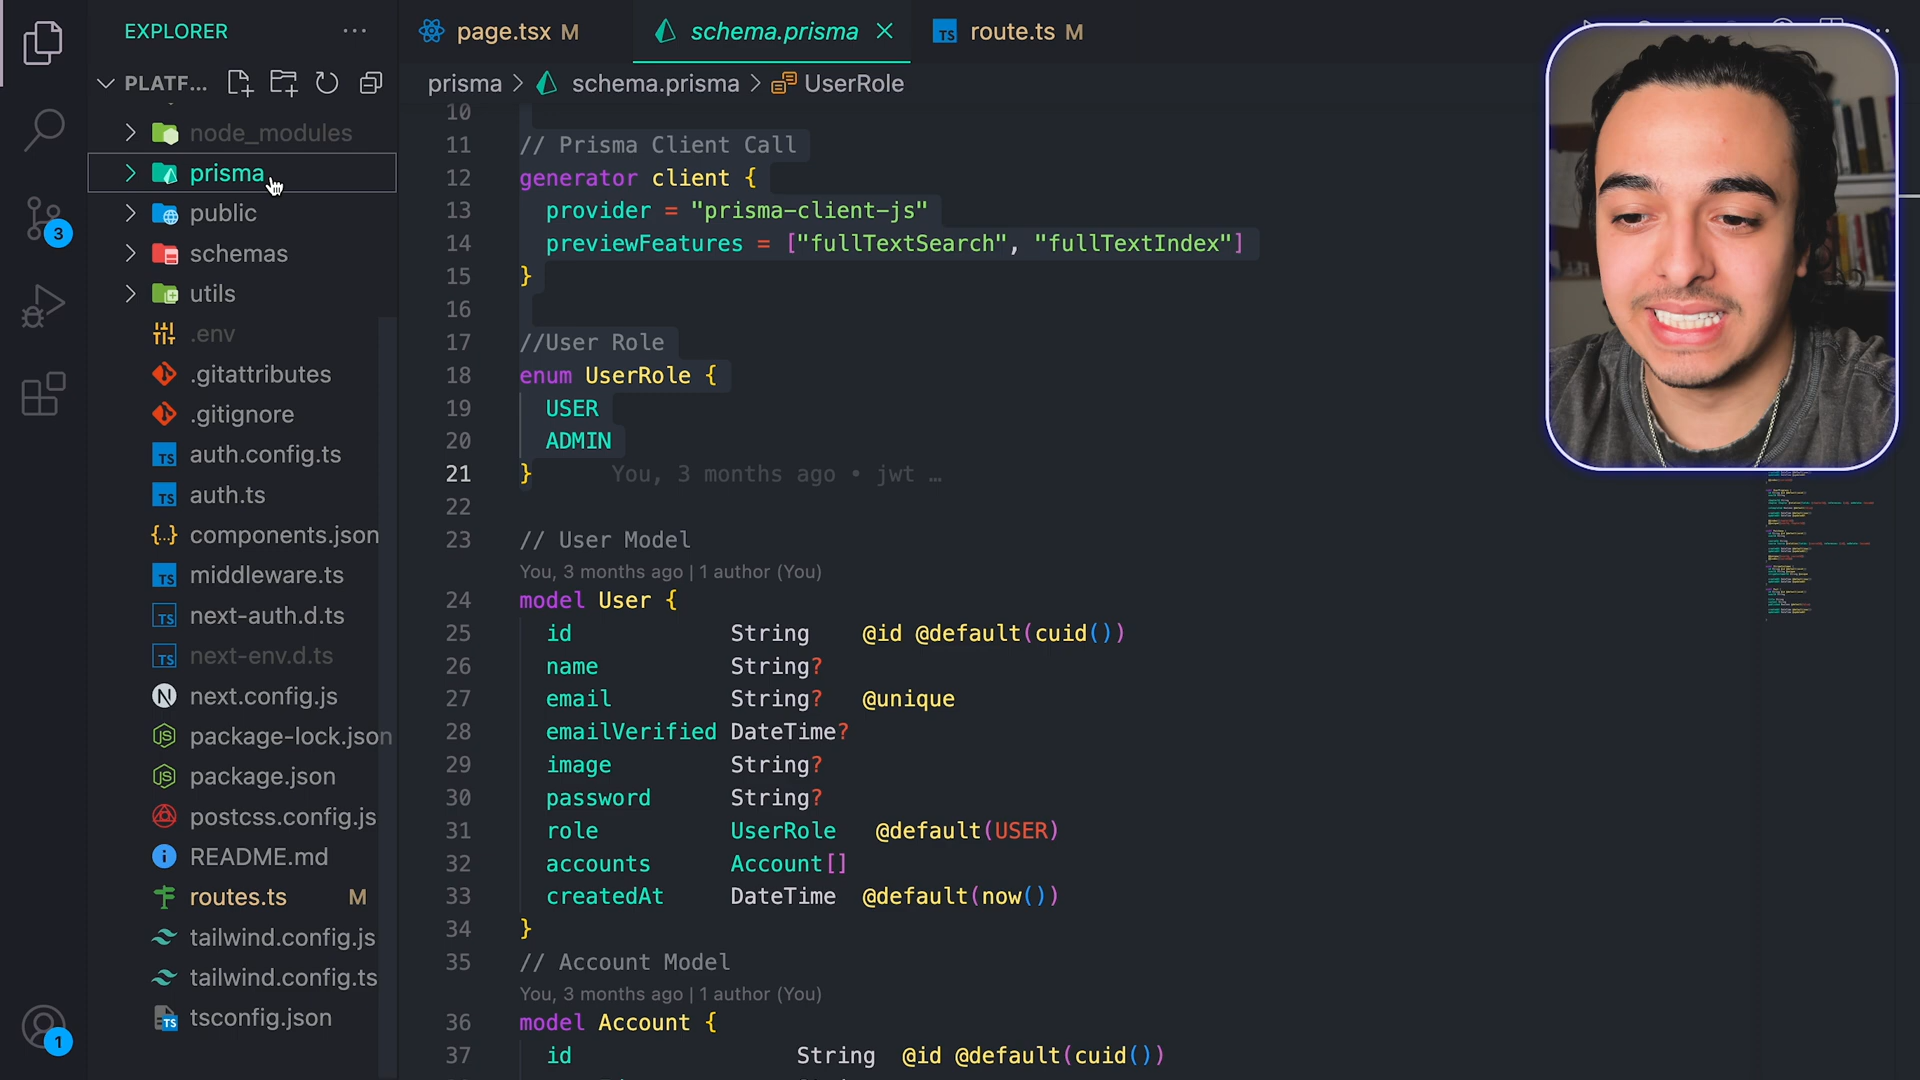 EXPLORER
PLATF...
node_modules
prisma
public
schemas
utils
.env
.gitattributes
.gitignore
auth.config.ts
auth.ts
components.json
middleware.ts
next-auth.d.ts
next-env.d.ts
next.config.js
package-lock.json
package.json
postcss.config.js
README.md
routes.ts M
tailwind.config.js
tailwind.config.ts
tsconfig.json
3
1
page.tsx M
schema.prisma
TS route.ts M
prisma > schema.prisma > UserRole
10
11 // Prisma Client Call
12 generator client {
13 provider = "prisma-client-js"
14 previewFeatures = ["fullTextSearch", "fullTextIndex"]
15 }
16
17 //User Role
18 enum UserRole {
19 USER
20 ADMIN
21 } You, 3 months ago • jwt …
22
23 // User Model
You, 3 months ago | 1 author (You)
24 model User {
25 id String @id @default(cuid())
26 name String?
27 email String? @unique
28 emailVerified DateTime?
29 image String?
30 password String?
31 role UserRole @default(USER)
32 accounts Account[]
33 createdAt DateTime @default(now())
34 }
35 // Account Model
You, 3 months ago | 1 author (You)
36 model Account {
37 id String @id @default(cuid())